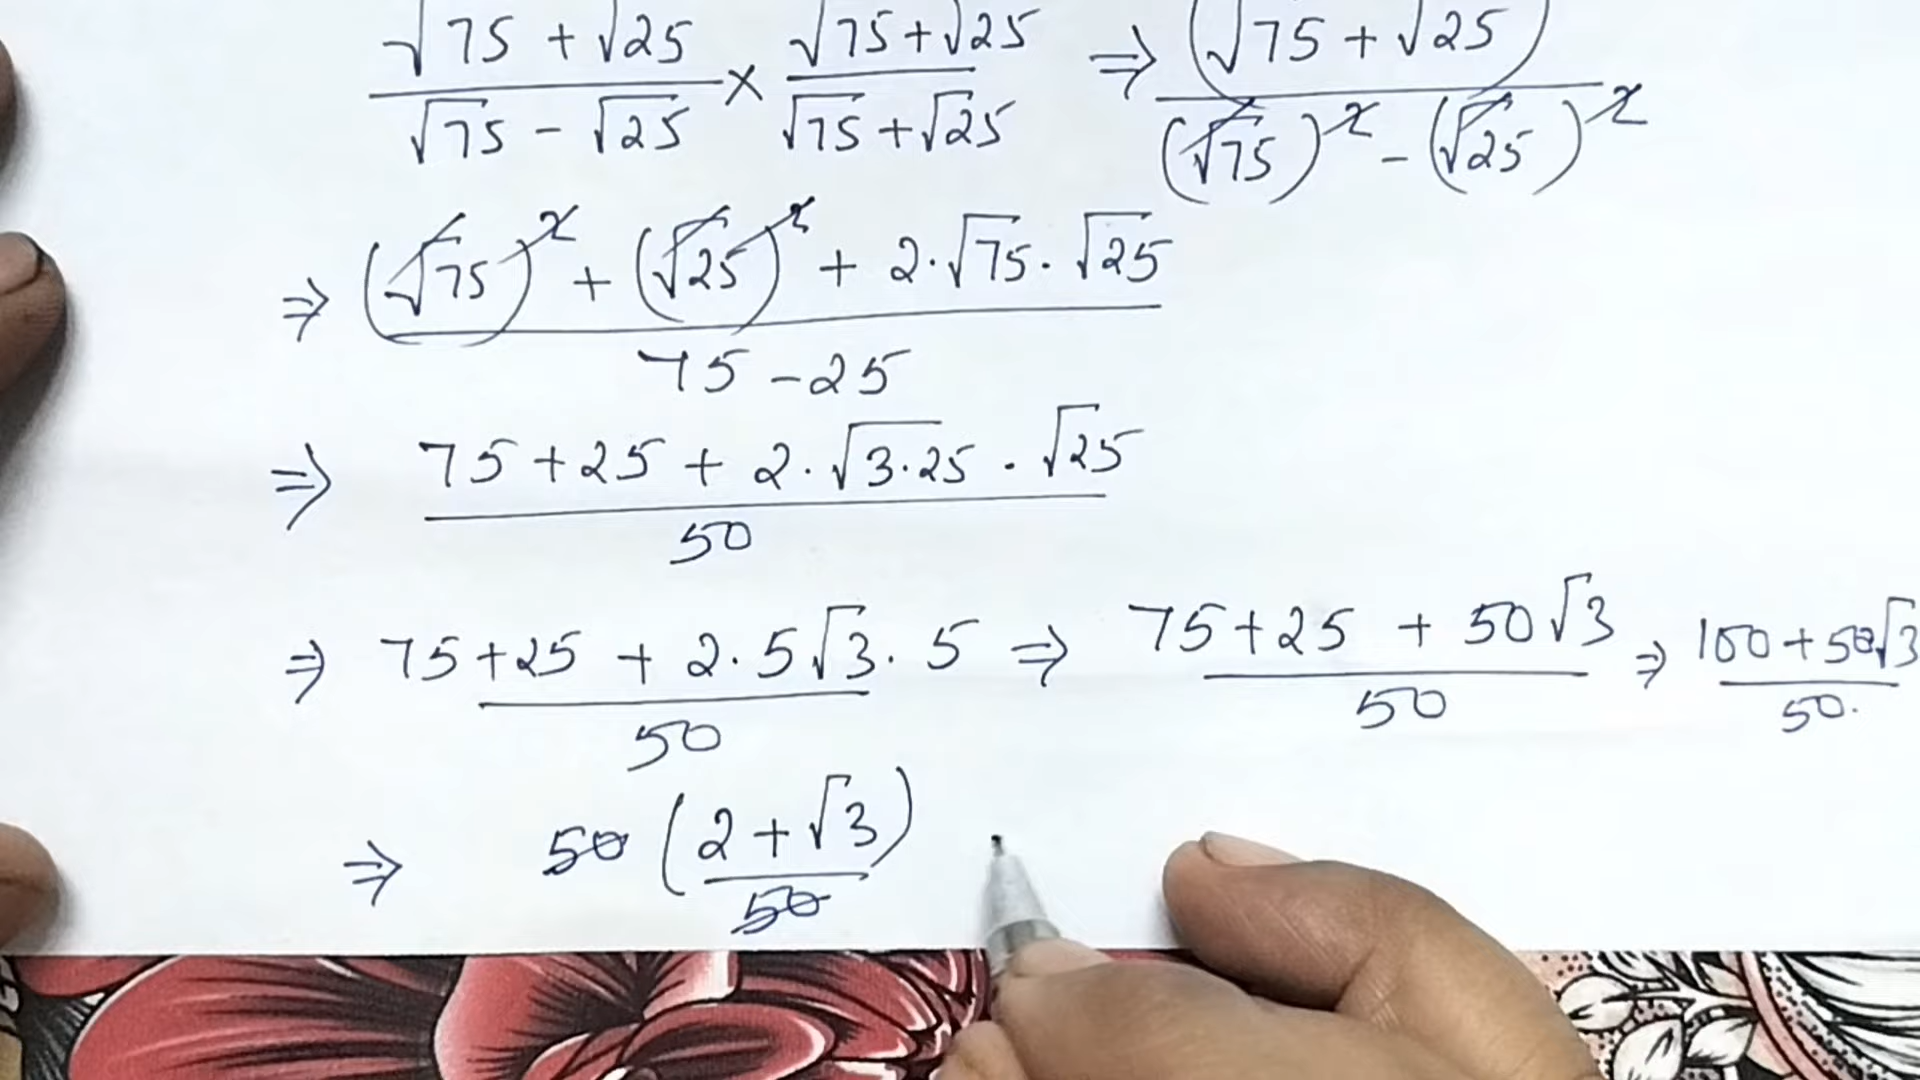 (√75 + √25)/(√75 − √25) × (√75 + √25)/(√75 + √25) ⇒ (√75 + √25)/((√75)² − (√25)²)
⇒ ((√75)² + (√25)² + 2·√75·√25)/(75 − 25)
⇒ (75 + 25 + 2·√3·25·√25)/50
⇒ (75 + 25 + 2·5√3·5)/50 ⇒ (75 + 25 + 50√3)/50 ⇒ (100 + 50√3)/50.
⇒ 50(2 + √3)/50